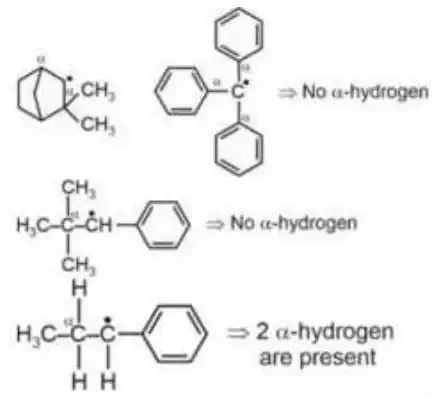 α
α
CH₃
CH₃
α
α
C
α
⇒ No α-hydrogen
CH₃
α
H₃C–C–CH
⇒ No α-hydrogen
CH₃
H
α
H₃C–C–C
⇒ 2 α-hydrogen
are present
H H